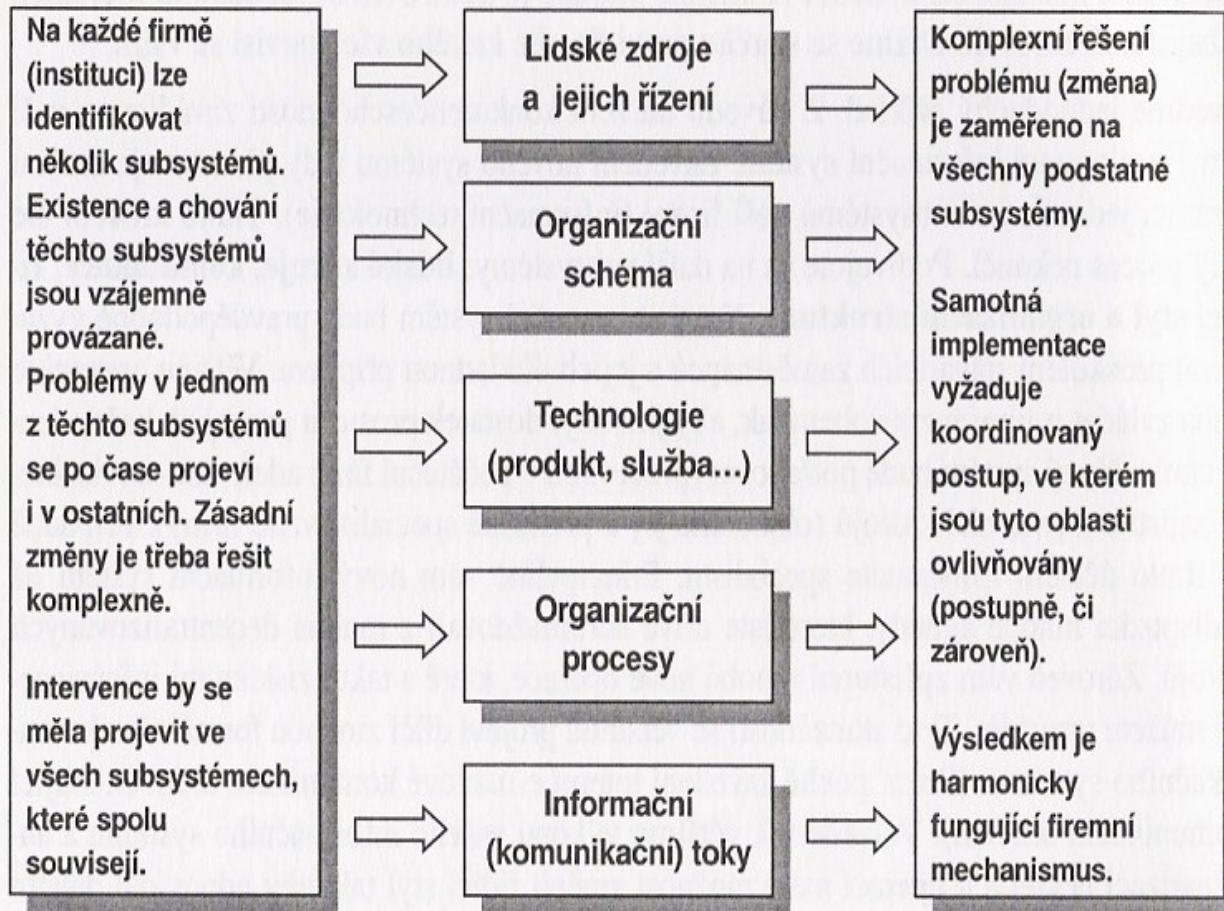 Na každé firmě
(instituci) lze
identifikovat
několik subsystémů.
Existence a chování
těchto subsystémů
jsou vzájemně
provázané.
Problémy v jednom
z těchto subsystémů
se po čase projeví
i v ostatních. Zásadní
změny je třeba řešit
komplexně.
Intervence by se
měla projevit ve
všech subsystémech,
které spolu
souvisejí.
Lidské zdroje
a jejich řízení
Organizační
schéma
Technologie
(produkt, služba...)
Organizační
procesy
Informační
(komunikační) toky
Komplexní řešení
problému (změna)
je zaměřeno na
všechny podstatné
subsystémy.
Samotná
implementace
vyžaduje
koordinovaný
postup, ve kterém
jsou tyto oblasti
ovlivňovány
(postupně, či
zároveň).
Výsledkem je
harmonicky
fungující firemní
mechanismus.